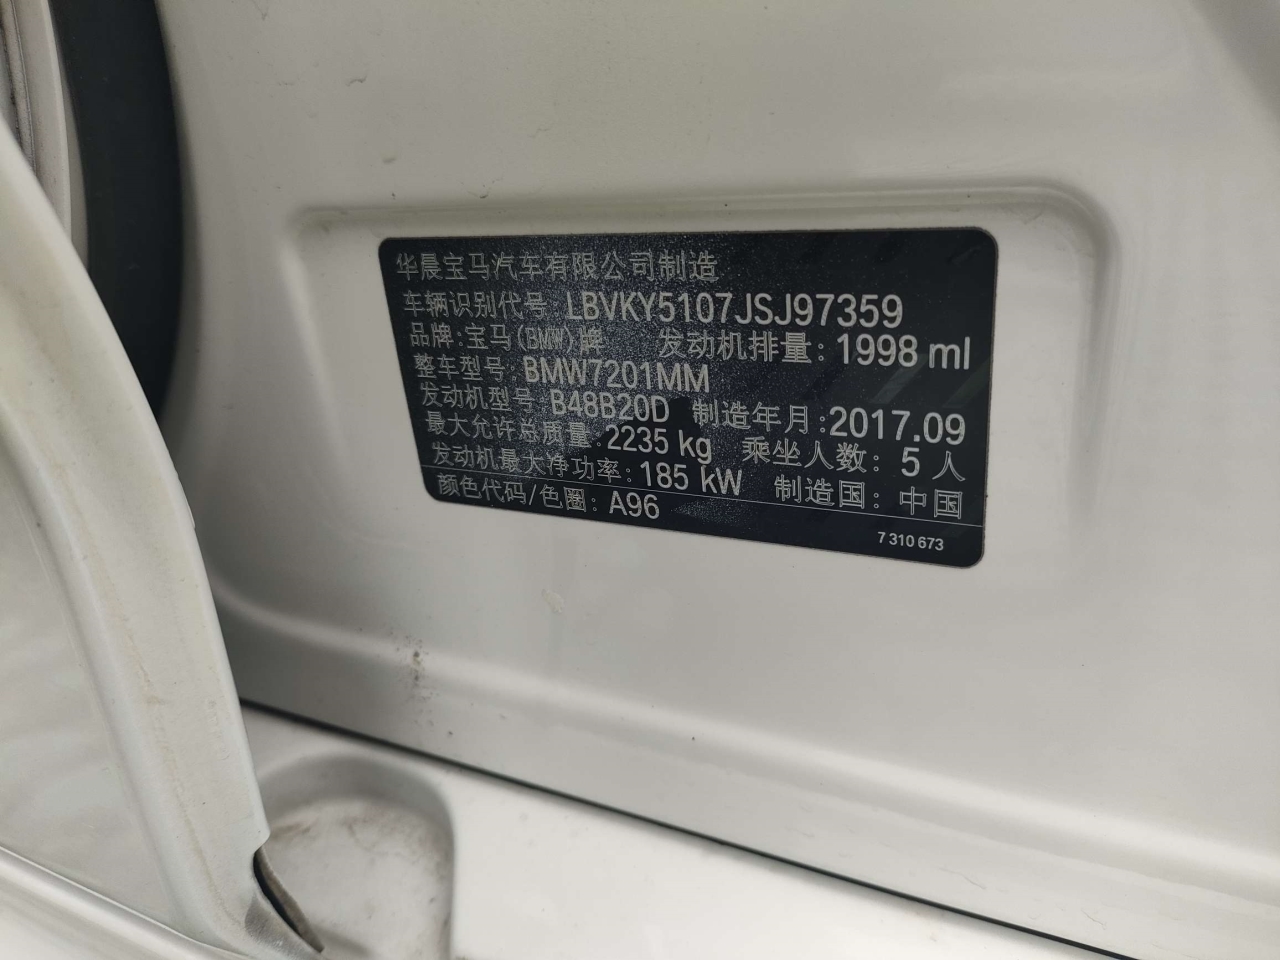 华晨宝马汽车有限公司制造
车辆识别代号: LBVKY5107JSJ97359
品牌:宝马(BMW)牌 发动机排量: 1998 ml
整车型号: BMW7201MM
发动机型号: B48B20D 制造年月:2017.09
最大允许总质量:2235 kg 乘坐人数: 5 人
发动机最大净功率:185 kW 制造国: 中国
颜色代码/色圈: A96
7 310 673